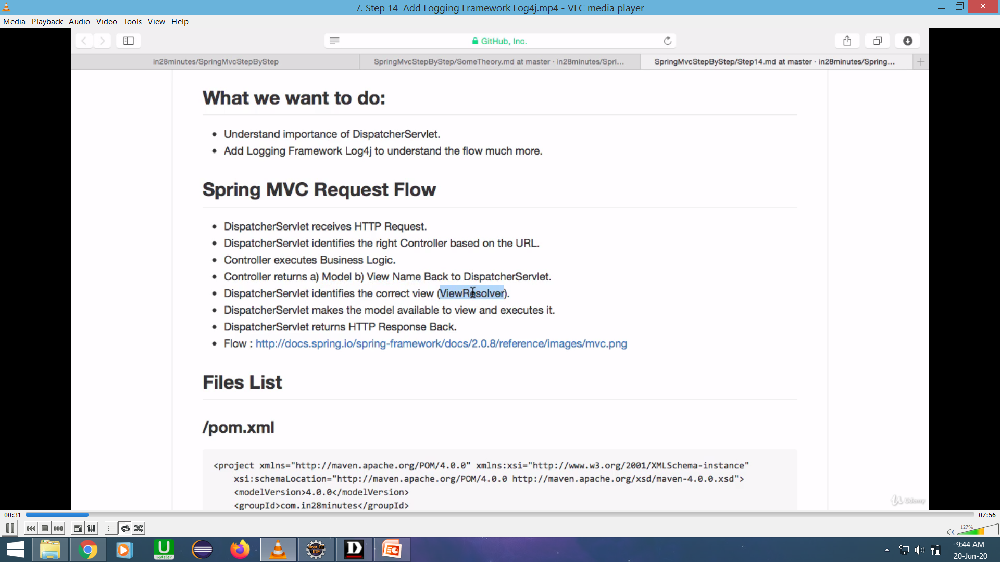 7. Step 14  Add Logging Framework Log4j.mp4 - VLC media player
Media Playback Audio Video Tools View Help
GitHub, Inc.
in28minutes/SpringMvcStepByStep
SpringMvcStepByStep/SomeTheory.md at master · in28minutes/Spri...
SpringMvcStepByStep/Step14.md at master · in28minutes/Spring...
What we want to do:
• Understand importance of DispatcherServlet.
• Add Logging Framework Log4j to understand the flow much more.
Spring MVC Request Flow
• DispatcherServlet receives HTTP Request.
• DispatcherServlet identifies the right Controller based on the URL.
• Controller executes Business Logic.
• Controller returns a) Model b) View Name Back to DispatcherServlet.
• DispatcherServlet identifies the correct view (ViewResolver).
• DispatcherServlet makes the model available to view and executes it.
• DispatcherServlet returns HTTP Response Back.
• Flow : http://docs.spring.io/spring-framework/docs/2.0.8/reference/images/mvc.png
Files List
/pom.xml
<project xmlns="http://maven.apache.org/POM/4.0.0" xmlns:xsi="http://www.w3.org/2001/XMLSchema-instance"
xsi:schemaLocation="http://maven.apache.org/POM/4.0.0 http://maven.apache.org/xsd/maven-4.0.0.xsd">
<modelVersion>4.0.0</modelVersion>
<groupId>com.in28minutes</groupId>
Udemy
00:31
07:56
127%
U
Udeler
Java EE
IDE
D
9:44 AM
20-Jun-20